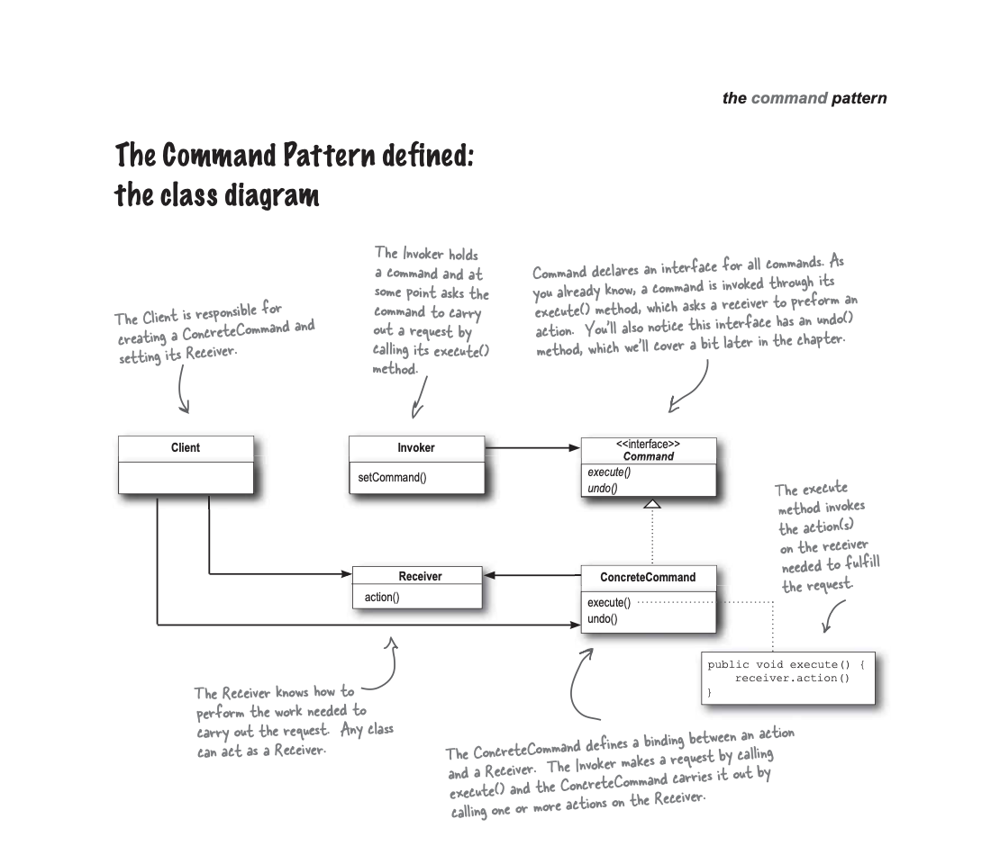 the command pattern
The Command Pattern defined:
the class diagram
The Client is responsible for
creating a ConcreteCommand and
setting its Receiver.
The Invoker holds
a command and at
some point asks the
command to carry
out a request by
calling its execute()
method.
Command declares an interface for all commands. As
you already know, a command is invoked through its
execute() method, which asks a receiver to preform an
action. You'll also notice this interface has an undo()
method, which we'll cover a bit later in the chapter.
Client
Invoker
setCommand()
<<interface>>
Command
execute()
undo()
The execute
method invokes
the action(s)
on the receiver
needed to fulfill
the request.
Receiver
action()
ConcreteCommand
execute()
undo()
public void execute() {
receiver.action()
}
The Receiver knows how to
perform the work needed to
carry out the request. Any class
can act as a Receiver.
The ConcreteCommand defines a binding between an action
and a Receiver. The Invoker makes a request by calling
execute() and the ConcreteCommand carries it out by
calling one or more actions on the Receiver.